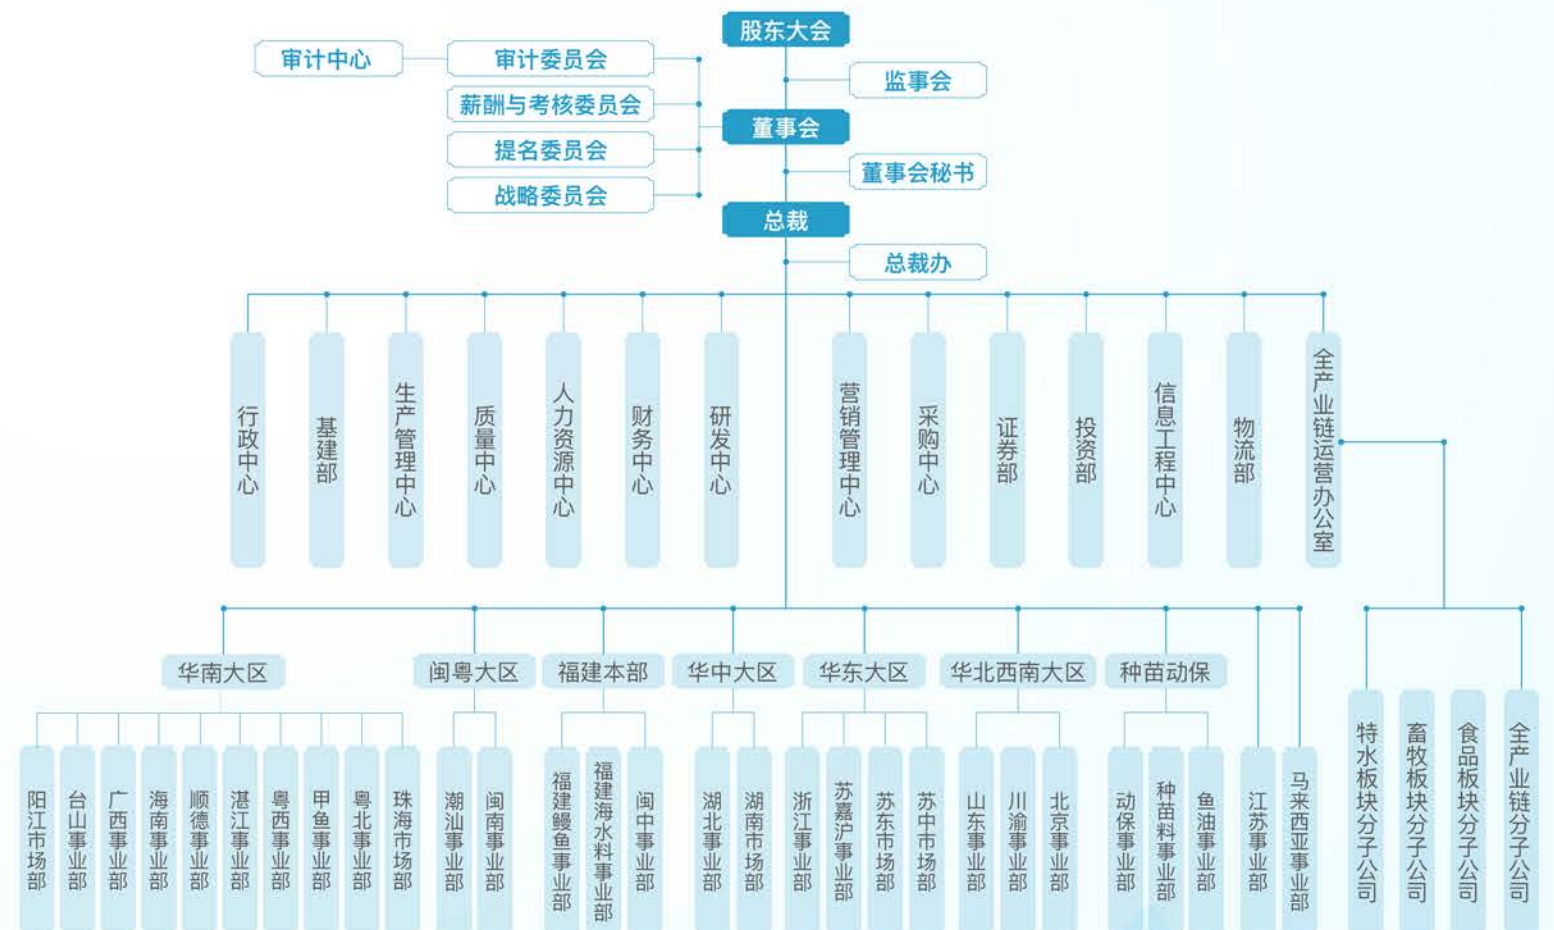 股东大会
审计中心
审计委员会
监事会
薪酬与考核委员会
董事会
提名委员会
董事会秘书
战略委员会
总裁
总裁办
行政中心
基建部
生产管理中心
质量中心
人力资源中心
财务中心
研发中心
营销管理中心
采购中心
证券部
投资部
信息工程中心
物流部
全产业链运营办公室
华南大区
闽粤大区
福建本部
华中大区
华东大区
华北西南大区
种苗动保
阳江市场部
台山事业部
广西事业部
海南事业部
顺德事业部
湛江事业部
粤西事业部
甲鱼事业部
粤北事业部
珠海市场部
潮汕事业部
闽南事业部
福建鳗鱼事业部
福建海水料事业部
闽中事业部
湖北事业部
湖南市场部
浙江事业部
苏嘉沪事业部
苏东市场部
苏中市场部
山东事业部
川渝事业部
北京事业部
动保事业部
种苗料事业部
鱼油事业部
江苏事业部
马来西亚事业部
特水板块分子公司
畜牧板块分子公司
食品板块分子公司
全产业链分子公司